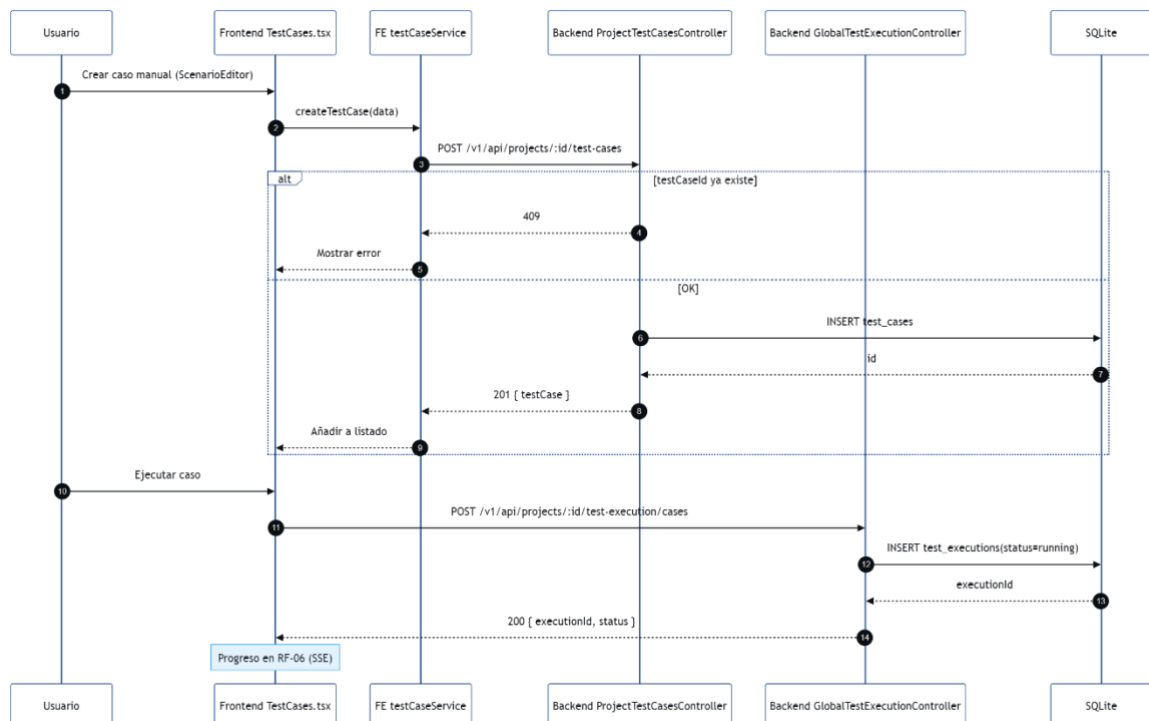 Usuario
Frontend TestCases.tsx
FE testCaseService
Backend ProjectTestCasesController
Backend GlobalTestExecutionController
SQLite
Crear caso manual (ScenarioEditor)
1
createTestCase(data)
2
POST /v1/api/projects/:id/test-cases
3
alt
[testCaseId ya existe]
409
4
Mostrar error
5
[OK]
INSERT test_cases
6
id
7
201 { testCase }
8
Añadir a listado
9
Ejecutar caso
10
POST /v1/api/projects/:id/test-execution/cases
11
INSERT test_executions(status=running)
12
executionId
13
200 { executionId, status }
14
Progreso en RF-06 (SSE)
Usuario
Frontend TestCases.tsx
FE testCaseService
Backend ProjectTestCasesController
Backend GlobalTestExecutionController
SQLite